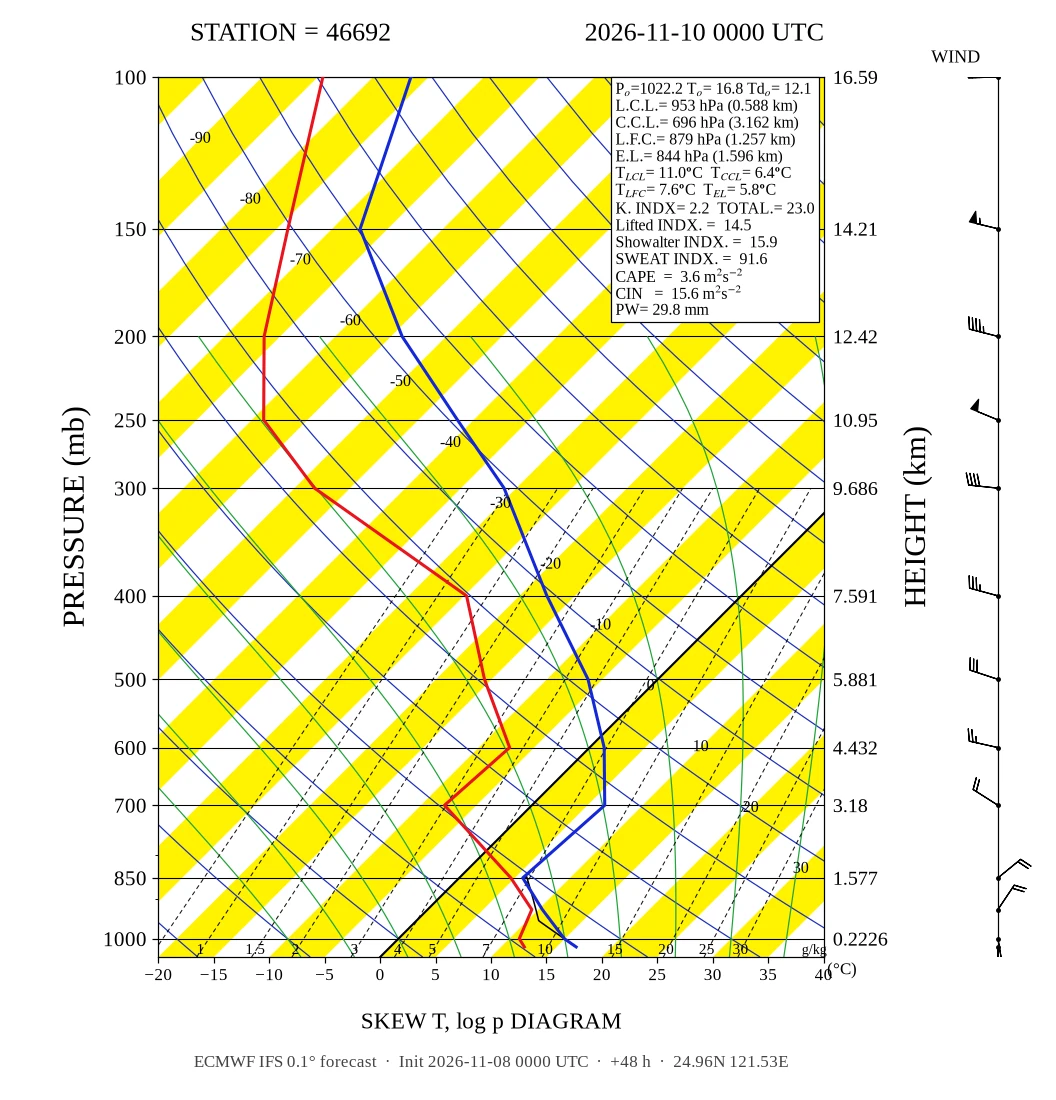 STATION = 46692 2026-11-10 0000 UTC
WIND
100 16.59
Pₒ=1022.2 Tₒ= 16.8 Tdₒ= 12.1
L.C.L.= 953 hPa (0.588 km)
C.C.L.= 696 hPa (3.162 km)
-90
L.F.C.= 879 hPa (1.257 km)
E.L.= 844 hPa (1.596 km)
T_LCL= 11.0°C T_CCL= 6.4°C
T_LFC= 7.6°C T_EL= 5.8°C
-80
K. INDX= 2.2 TOTAL.= 23.0
Lifted INDX. = 14.5
150 14.21
Showalter INDX. = 15.9
-70
SWEAT INDX. = 91.6
CAPE = 3.6 m²s⁻²
CIN = 15.6 m²s⁻²
PW= 29.8 mm
-60
200 12.42
-50
250 10.95
-40
300 9.686
-30
PRESSURE (mb)
HEIGHT (km)
-20
400 7.591
-10
500 5.881
0
600 10 4.432
700 20 3.18
30
850 1.577
1000 0.2226
1 1.5 2 3 4 5 7 10 15 20 25 30 g/kg
−20 −15 −10 −5 0 5 10 15 20 25 30 35 40 (°C)
SKEW T, log p DIAGRAM
ECMWF IFS 0.1° forecast · Init 2026-11-08 0000 UTC · +48 h · 24.96N 121.53E